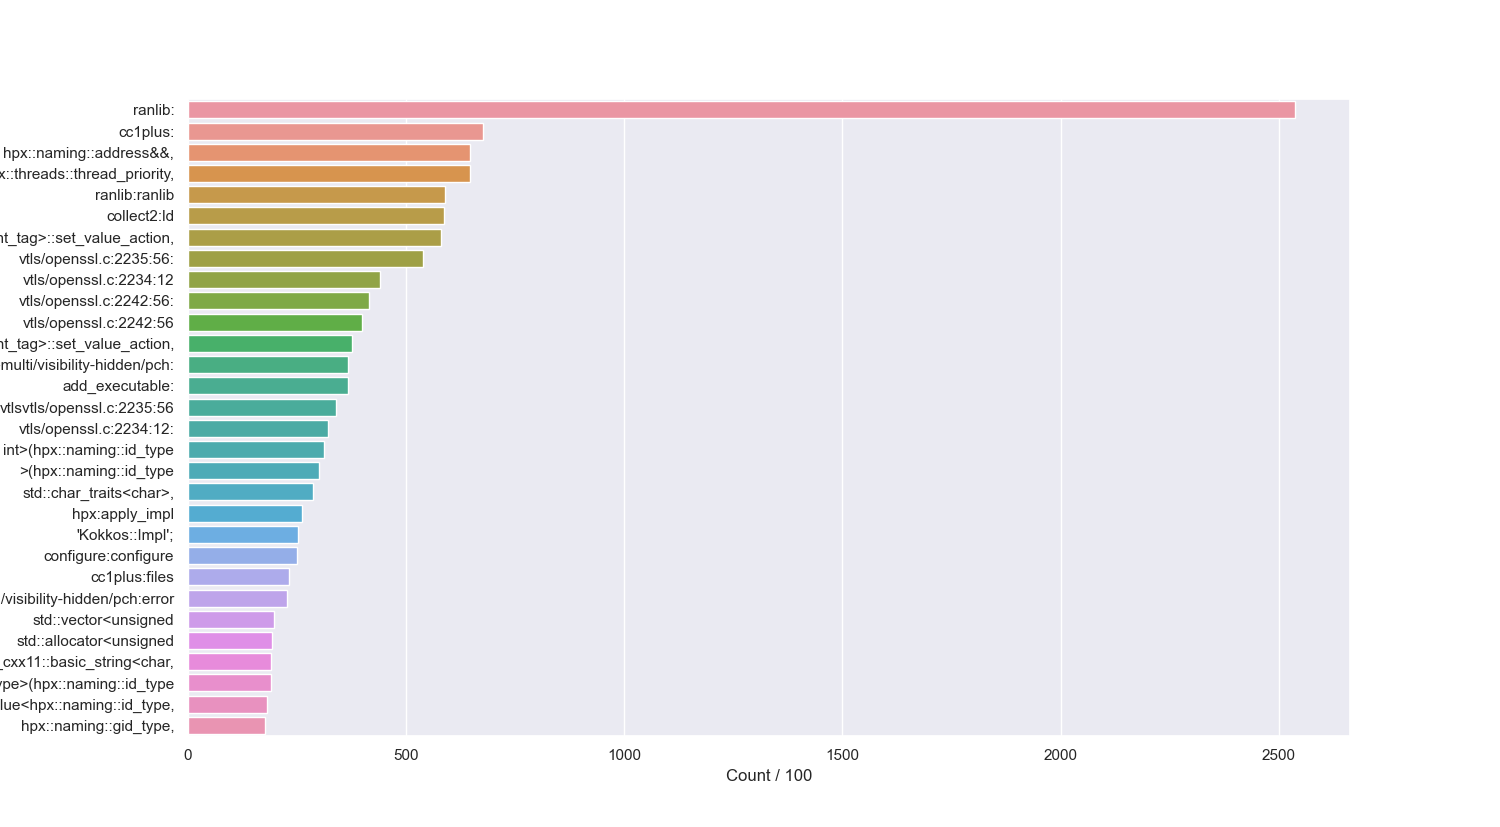 ranlib:
cc1plus:
hpx::naming::address&&,
x::threads::thread_priority,
ranlib:ranlib
collect2:ld
nt_tag>::set_value_action,
vtls/openssl.c:2235:56:
vtls/openssl.c:2234:12
vtls/openssl.c:2242:56:
vtls/openssl.c:2242:56
nt_tag>::set_value_action,
multi/visibility-hidden/pch:
add_executable:
vtlsvtls/openssl.c:2235:56
vtls/openssl.c:2234:12:
int>(hpx::naming::id_type
>(hpx::naming::id_type
std::char_traits<char>,
hpx:apply_impl
'Kokkos::Impl';
configure:configure
cc1plus:files
/visibility-hidden/pch:error
std::vector<unsigned
std::allocator<unsigned
_cxx11::basic_string<char,
ype>(hpx::naming::id_type
lue<hpx::naming::id_type,
hpx::naming::gid_type,
0 500 1000 1500 2000 2500
Count / 100